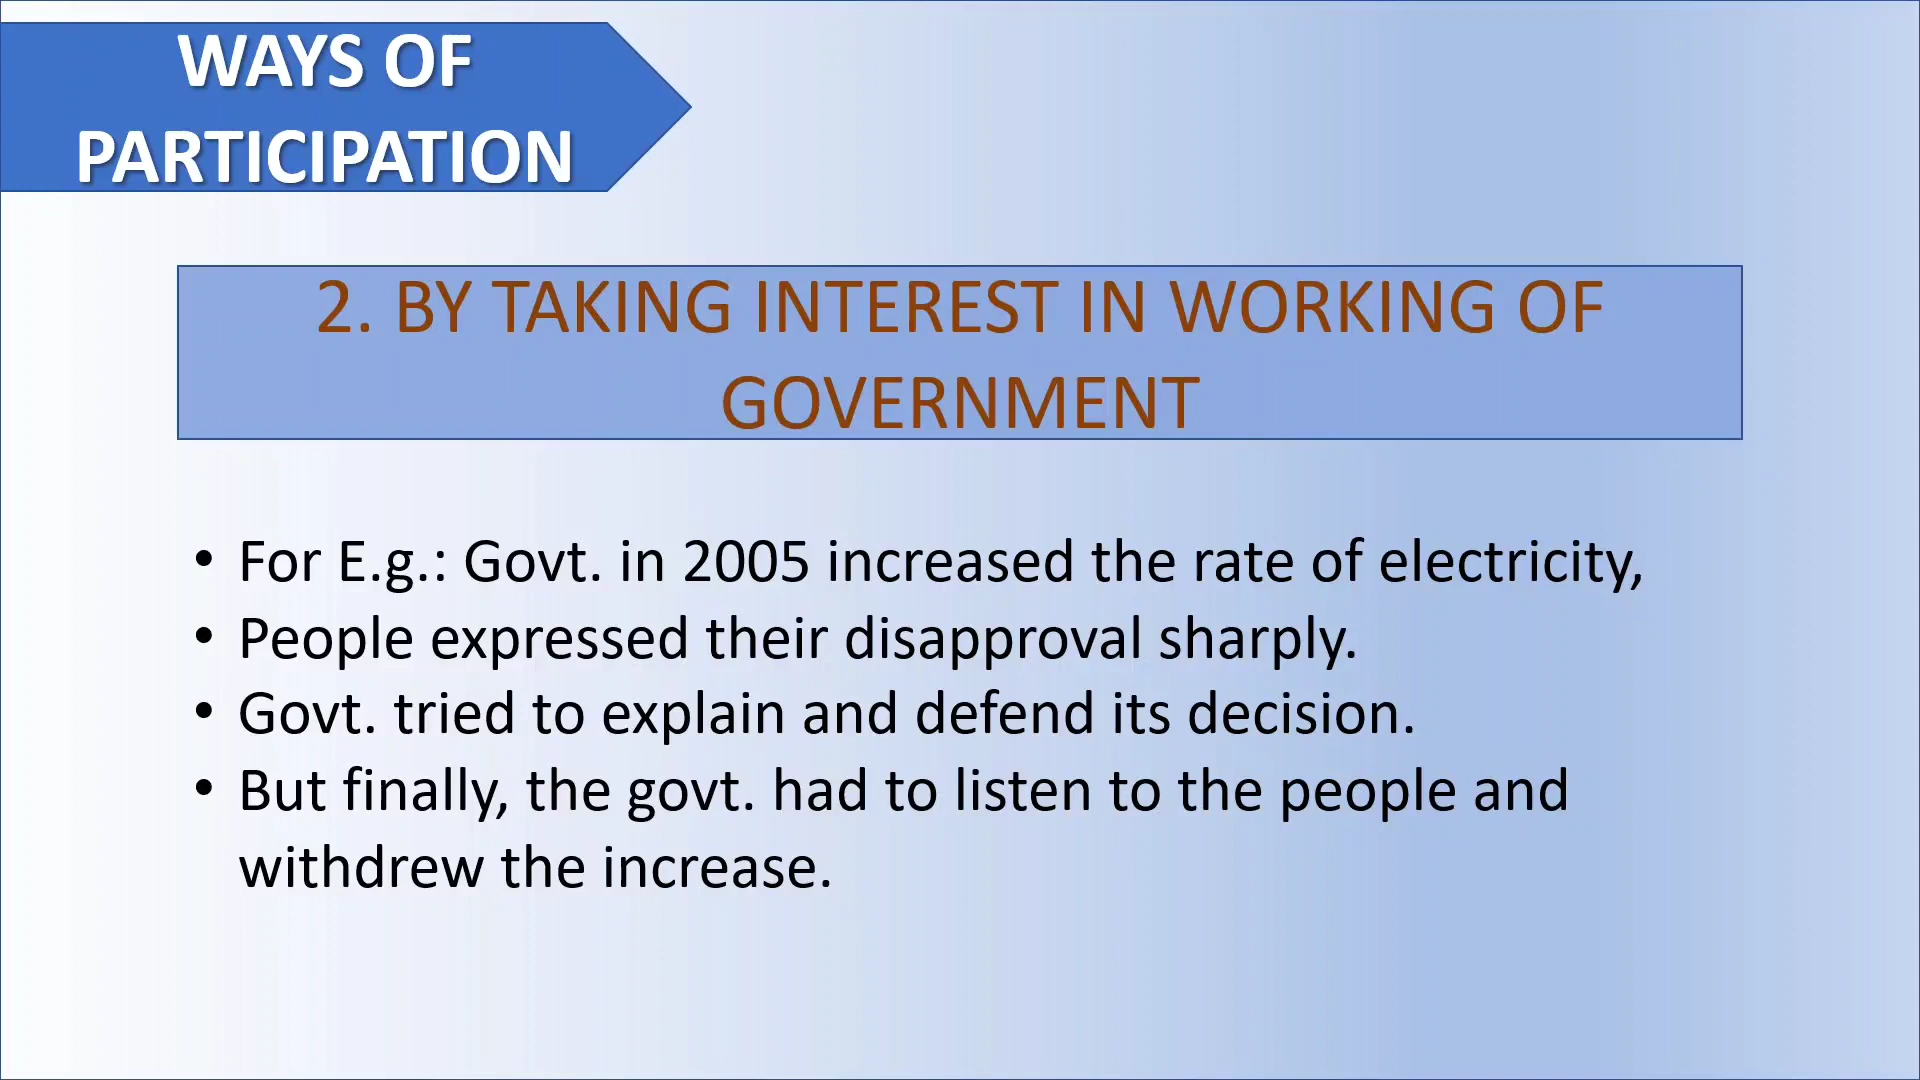 WAYS OF
PARTICIPATION
2. BY TAKING INTEREST IN WORKING OF
GOVERNMENT
• For E.g.: Govt. in 2005 increased the rate of electricity,
• People expressed their disapproval sharply.
• Govt. tried to explain and defend its decision.
• But finally, the govt. had to listen to the people and
withdrew the increase.